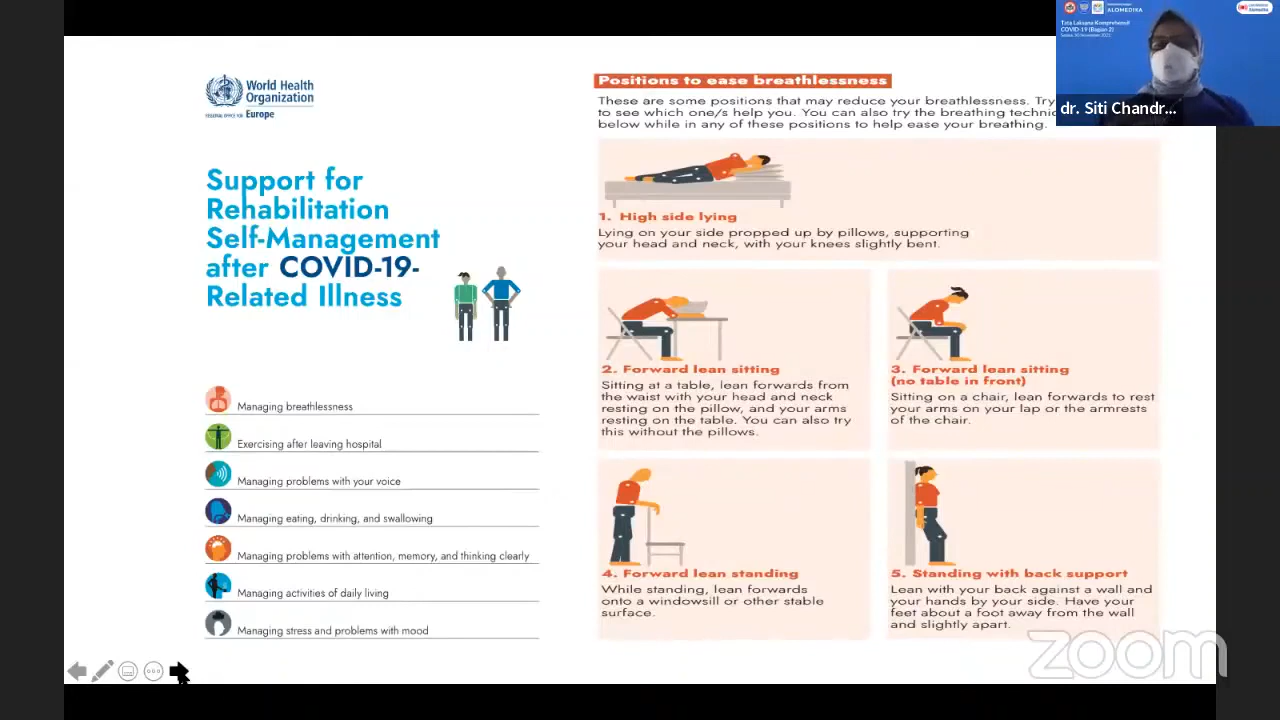 World Health
Organization
Europe
Support for
Rehabilitation
Self-Management
after COVID-19-
Related Illness
Managing breathlessness
Exercising after leaving hospital
Managing problems with your voice
Managing eating, drinking, and swallowing
Managing problems with attention, memory, and thinking clearly
Managing activities of daily living
Managing stress and problems with mood
Positions to ease breathlessness
These are some positions that may reduce your breathlessness. Try
to see which one/s help you. You can also try the breathing
below while in any of these positions to help ease your breathing.
1. High side lying
Lying on your side propped up by pillows, supporting
your head and neck, with your knees slightly bent.
2. Forward lean sitting
Sitting at a table, lean forwards from
the waist with your head and neck
resting on the pillow, and your arms
resting on the table. You can also try
this without the pillows.
3. Forward lean sitting
(no table in front)
Sitting on a chair, lean forwards to rest
your arms on your lap or the armrests
of the chair.
4. Forward lean standing
While standing, lean forwards
onto a windowsill or other stable
surface.
5. Standing with back support
Lean with your back against a wall and
your hands by your side. Have your
feet about a foot away from the wall
and slightly apart.
ALOMEDIKA
Tata Laksana Komprehensif
COVID-19 (Bagian 2)
dr. Siti Chandr...
zoom